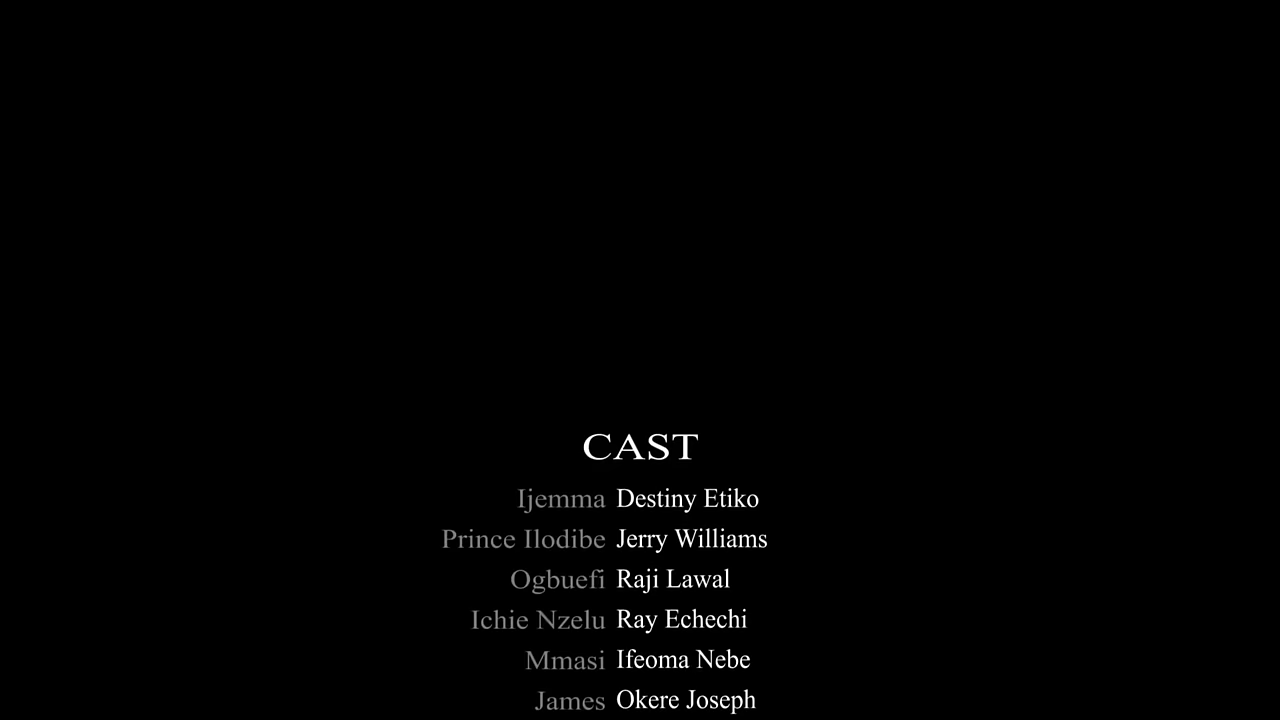 CAST
Ijemma Destiny Etiko
Prince Ilodibe Jerry Williams
Ogbuefi Raji Lawal
Ichie Nzelu Ray Echechi
Mmasi Ifeoma Nebe
James Okere Joseph